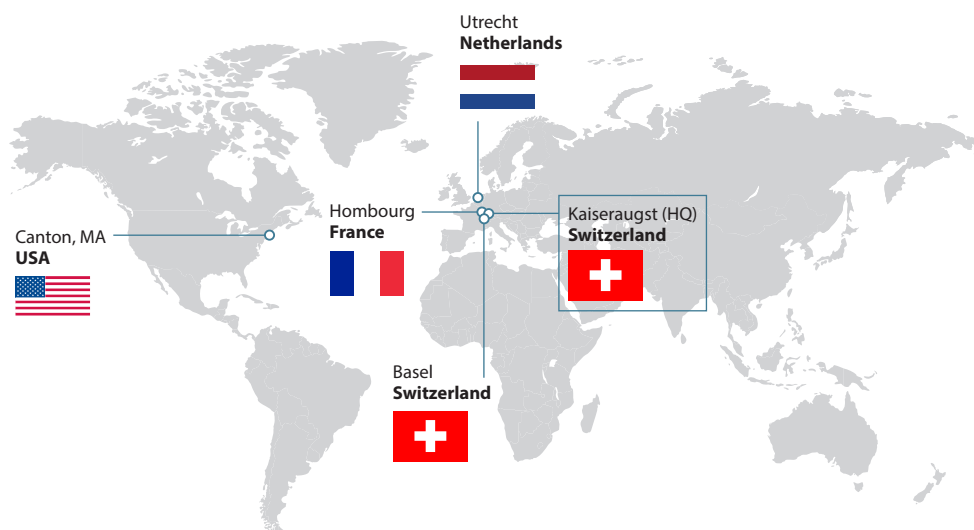 Utrecht
Netherlands
Hombourg
France
Kaiseraugst (HQ)
Switzerland
Canton, MA
USA
Basel
Switzerland